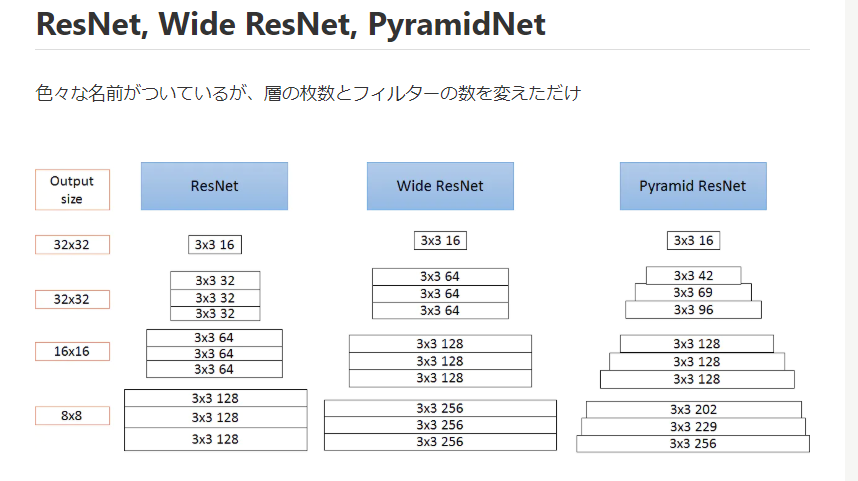 ResNet, Wide ResNet, PyramidNet
色々な名前がついているが、層の枚数とフィルターの数を変えただけ
Output
size
ResNet
Wide ResNet
Pyramid ResNet
32x32
3x3 16
3x3 16
3x3 16
32x32
3x3 32
3x3 32
3x3 32
3x3 64
3x3 64
3x3 64
3x3 42
3x3 69
3x3 96
16x16
3x3 64
3x3 64
3x3 64
3x3 128
3x3 128
3x3 128
3x3 128
3x3 128
3x3 128
8x8
3x3 128
3x3 128
3x3 128
3x3 256
3x3 256
3x3 256
3x3 202
3x3 229
3x3 256